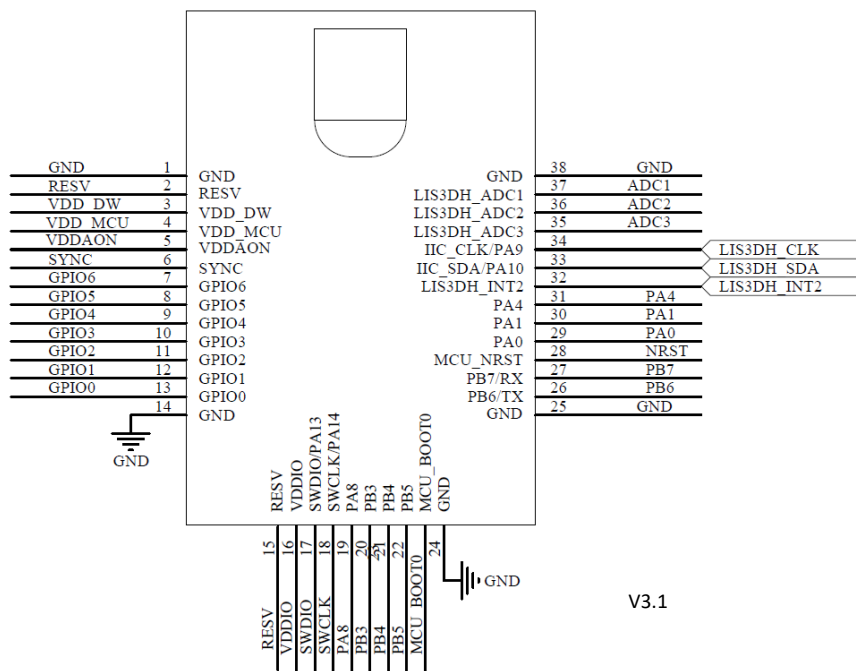 GND 1 GND
RESV 2 RESV
VDD_DW 3 VDD_DW
VDD_MCU 4 VDD_MCU
VDDAON 5 VDDAON
SYNC 6 SYNC
GPIO6 7 GPIO6
GPIO5 8 GPIO5
GPIO4 9 GPIO4
GPIO3 10 GPIO3
GPIO2 11 GPIO2
GPIO1 12 GPIO1
GPIO0 13 GPIO0
14 GND
GND
GND 38 GND
LIS3DH_ADC1 37 ADC1
LIS3DH_ADC2 36 ADC2
LIS3DH_ADC3 35 ADC3
IIC_CLK/PA9 34 LIS3DH_CLK
IIC_SDA/PA10 33 LIS3DH_SDA
LIS3DH_INT2 32 LIS3DH_INT2
PA4 31 PA4
PA1 30 PA1
PA0 29 PA0
MCU_NRST 28 NRST
PB7/RX 27 PB7
PB6/TX 26 PB6
GND 25 GND
RESV 15 RESV
VDDIO 16 VDDIO
SWDIO/PA13 17 SWDIO
SWCLK/PA14 18 SWCLK
PA8 19 PA8
PB3 20 PB3
PB4 21 PB4
PB5 22 PB5
MCU_BOOT0 MCU_BOOT0
GND 24 GND
V3.1